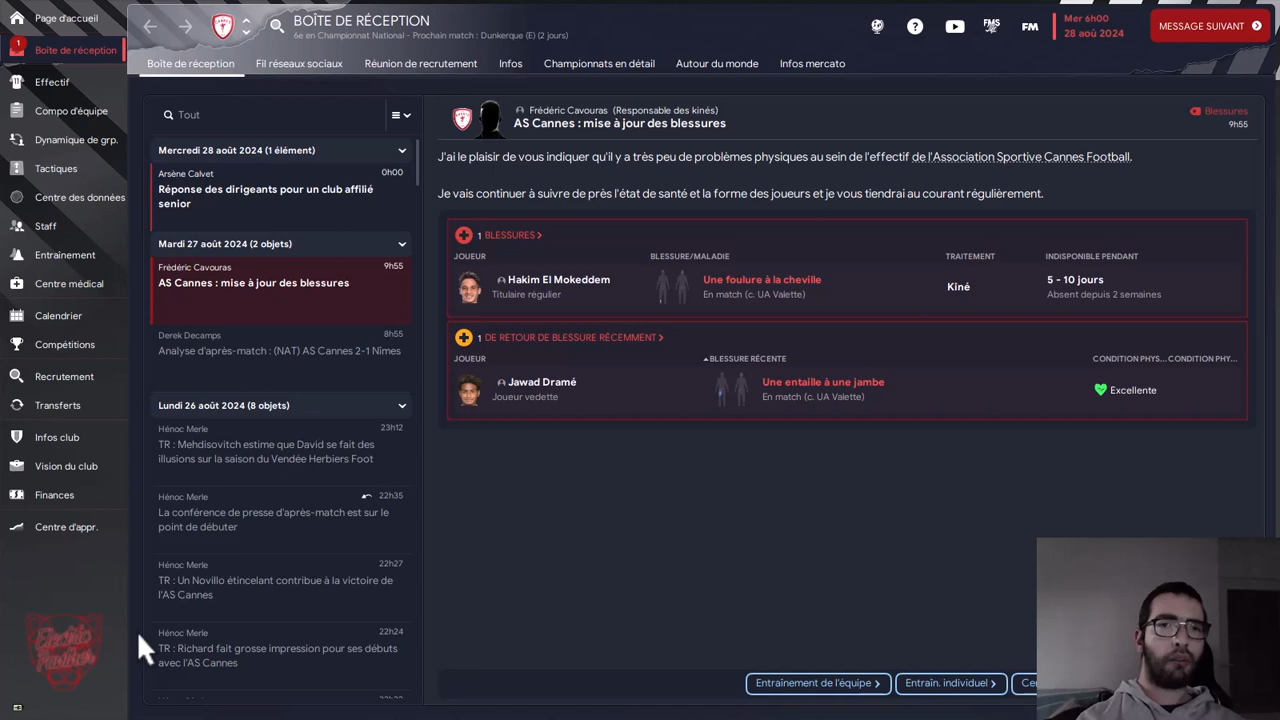 Page d'accueil
1
Boîte de réception
Effectif
Compo d'équipe
Dynamique de grp.
Tactiques
Centre des données
Staff
Entraînement
Centre médical
Calendrier
Compétitions
Recrutement
Transferts
Infos club
Vision du club
Finances
Centre d'appr.
Electric
Panther
BOÎTE DE RÉCEPTION
6e en Championnat National - Prochain match : Dunkerque (E) (2 jours)
FMS
FM
Mer 6h00
28 aoû 2024
MESSAGE SUIVANT
Boîte de réception
Fil réseaux sociaux
Réunion de recrutement
Infos
Championnats en détail
Autour du monde
Infos mercato
Tout
Mercredi 28 août 2024 (1 élément)
Arsène Calvet 0h00
Réponse des dirigeants pour un club affilié
senior
Mardi 27 août 2024 (2 objets)
Frédéric Cavouras 9h55
AS Cannes : mise à jour des blessures
Derek Decamps 8h55
Analyse d'après-match : (NAT) AS Cannes 2-1 Nîmes
Lundi 26 août 2024 (8 objets)
Hénoc Merle 23h12
TR : Mehdisovitch estime que David se fait des
illusions sur la saison du Vendée Herbiers Foot
Hénoc Merle 22h35
La conférence de presse d'après-match est sur le
point de débuter
Hénoc Merle 22h27
TR : Un Novillo étincelant contribue à la victoire de
l'AS Cannes
Hénoc Merle 22h24
TR : Richard fait grosse impression pour ses débuts
avec l'AS Cannes
Frédéric Cavouras (Responsable des kinés)
AS Cannes : mise à jour des blessures
Blessures
9h55
J'ai le plaisir de vous indiquer qu'il y a très peu de problèmes physiques au sein de l'effectif de l'Association Sportive Cannes Football.
Je vais continuer à suivre de près l'état de santé et la forme des joueurs et je vous tiendrai au courant régulièrement.
1 BLESSURES
JOUEUR BLESSURE/MALADIE TRAITEMENT INDISPONIBLE PENDANT
Hakim El Mokeddem Une foulure à la cheville Kiné 5 - 10 jours
Titulaire régulier En match (c. UA Valette) Absent depuis 2 semaines
1 DE RETOUR DE BLESSURE RÉCEMMENT
JOUEUR BLESSURE RÉCENTE CONDITION PHYS... CONDITION PHY...
Jawad Dramé Une entaille à une jambe Excellente
Joueur vedette En match (c. UA Valette)
Entraînement de l'équipe
Entraîn. individuel
Ce